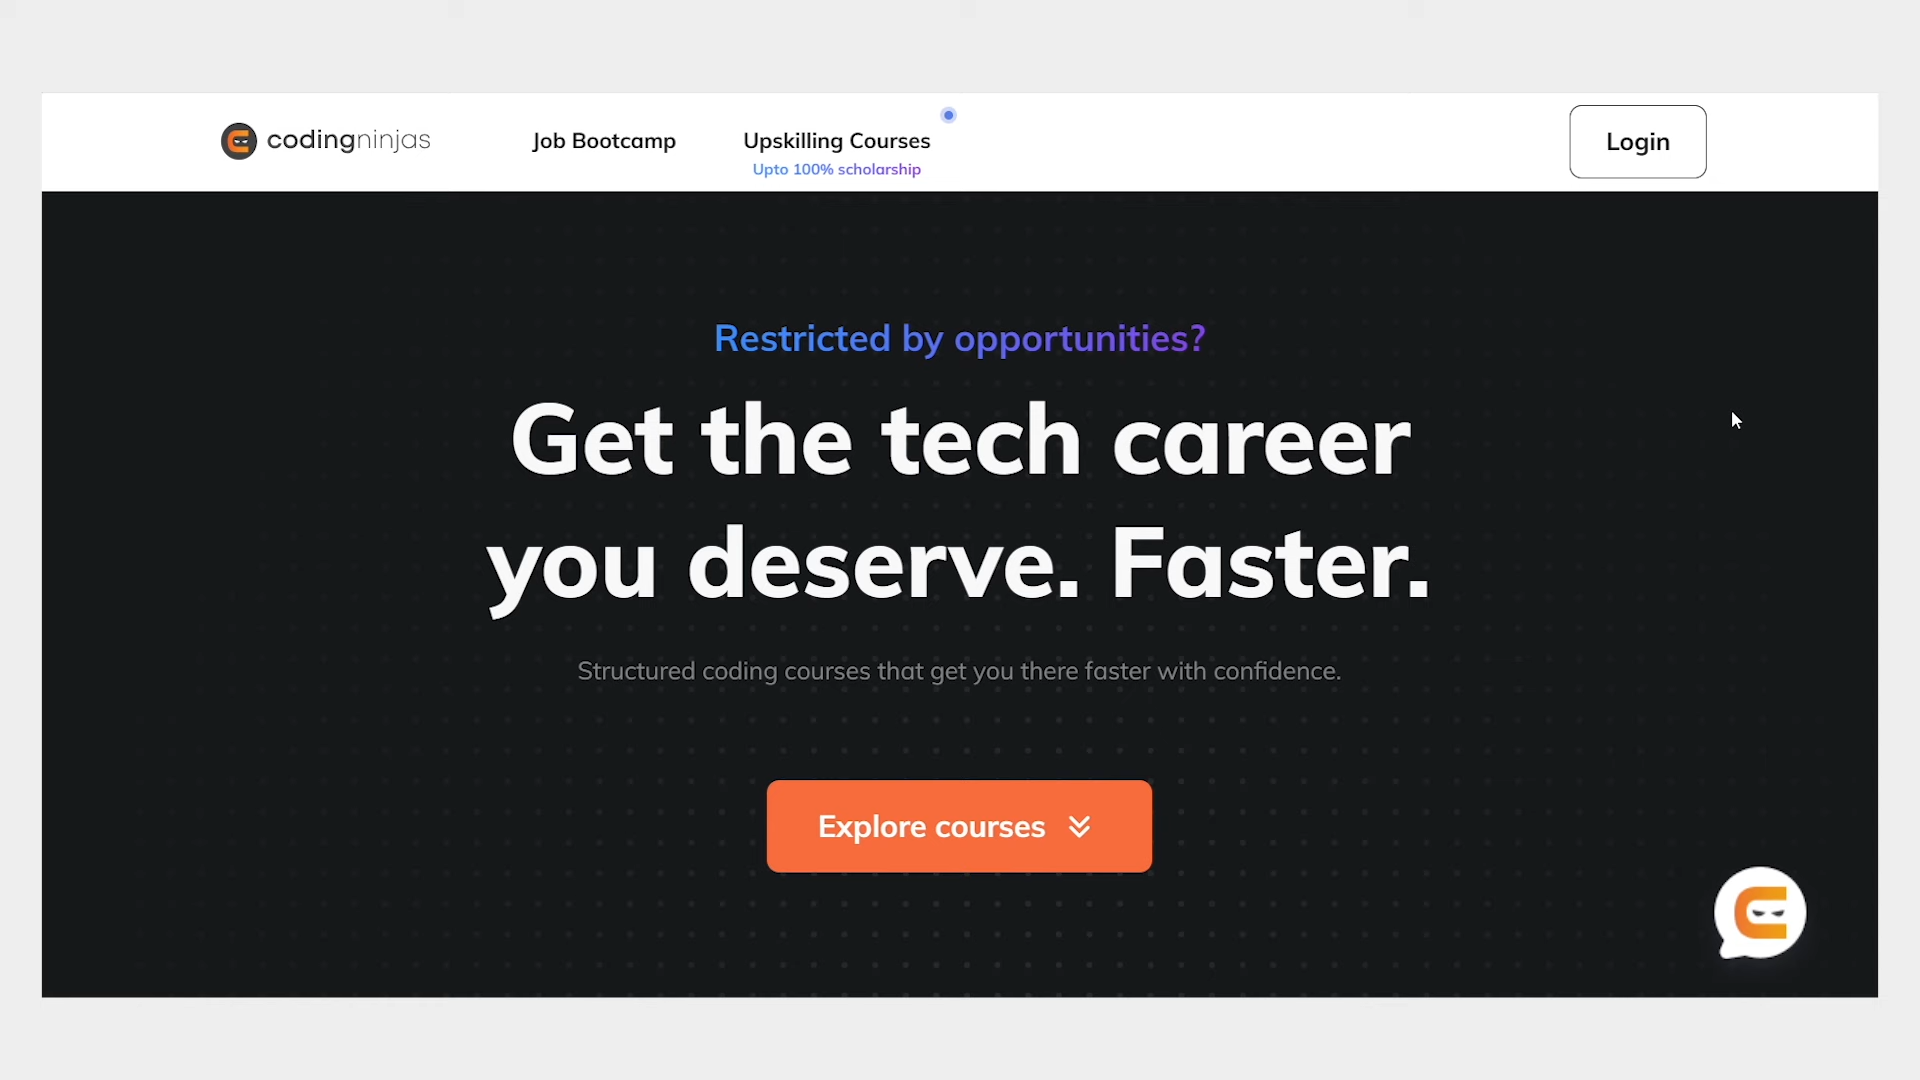 codingninjas
Job Bootcamp
Upskilling Courses
Upto 100% scholarship
Login
Restricted by opportunities?
Get the tech career
you deserve. Faster.
Structured coding courses that get you there faster with confidence.
Explore courses